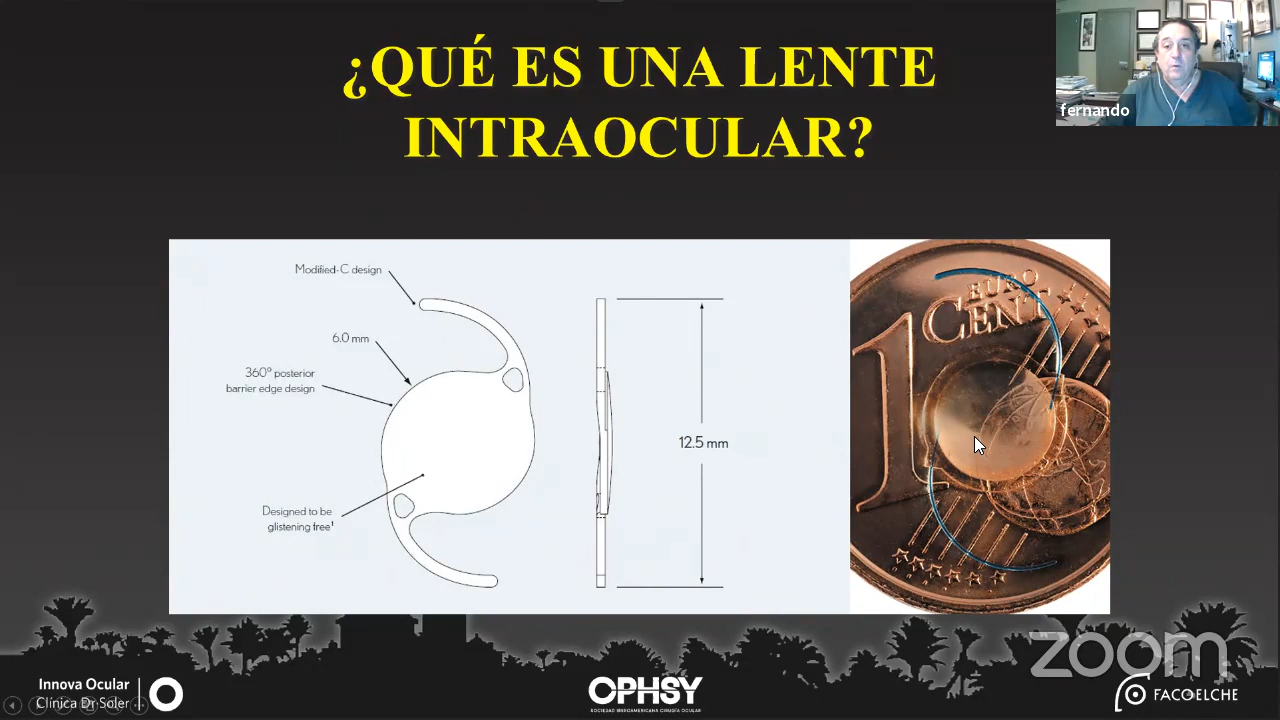 ¿QUÉ ES UNA LENTE
INTRAOCULAR?
fernando
Modified-C design
6.0 mm
360º posterior
barrier edge design
Designed to be
glistening free¹
12.5 mm
EURO
CENT
1
Innova Ocular
Clínica Dr Soler
OPHSY
SOCIEDAD IBEROAMERICANA CIRUGÍA OCULAR
zoom
FACOELCHE